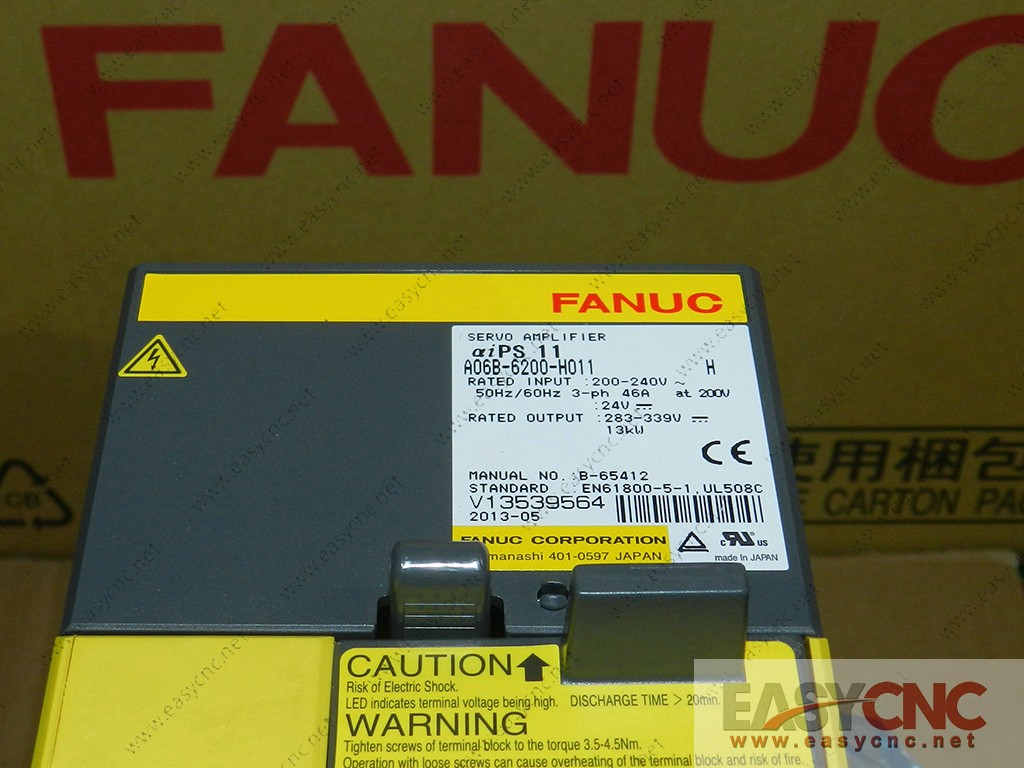 FANUC
FANUC
SERVO AMPLIFIER
αiPS 11
A06B-6200-H011 H
RATED INPUT :200-240V ~
50Hz/60Hz 3-ph 46A at 200V
:24V ⎓
RATED OUTPUT :283-339V ⎓
13kW
CE
MANUAL NO. B-65412
STANDARD EN61800-5-1,UL508C
V13539564
2013-05
FANUC CORPORATION
manashi 401-0597 JAPAN
c UR us
made in JAPAN
使用梱包
CARTON PA
CB
CAUTION
Risk of Electric Shock.
LED indicates terminal voltage being high. DISCHARGE TIME > 20min.
WARNING
Tighten screws of terminal block to the torque 3.5-4.5Nm.
Operation with loose screws can cause overheating of the terminal block and risk of fire.
EASYCNC
www.easycnc.net